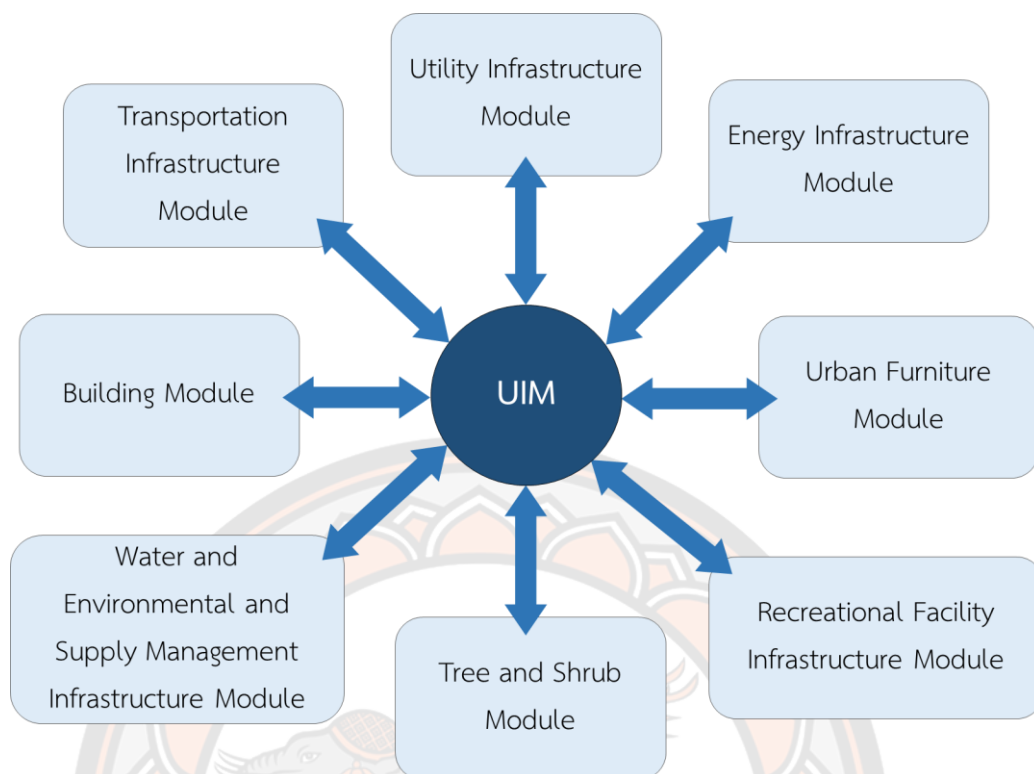 Utility Infrastructure
Module
Transportation
Infrastructure
Module
Energy Infrastructure
Module
Building Module
UIM
Urban Furniture
Module
Water and
Environmental and
Supply Management
Infrastructure Module
Tree and Shrub
Module
Recreational Facility
Infrastructure Module